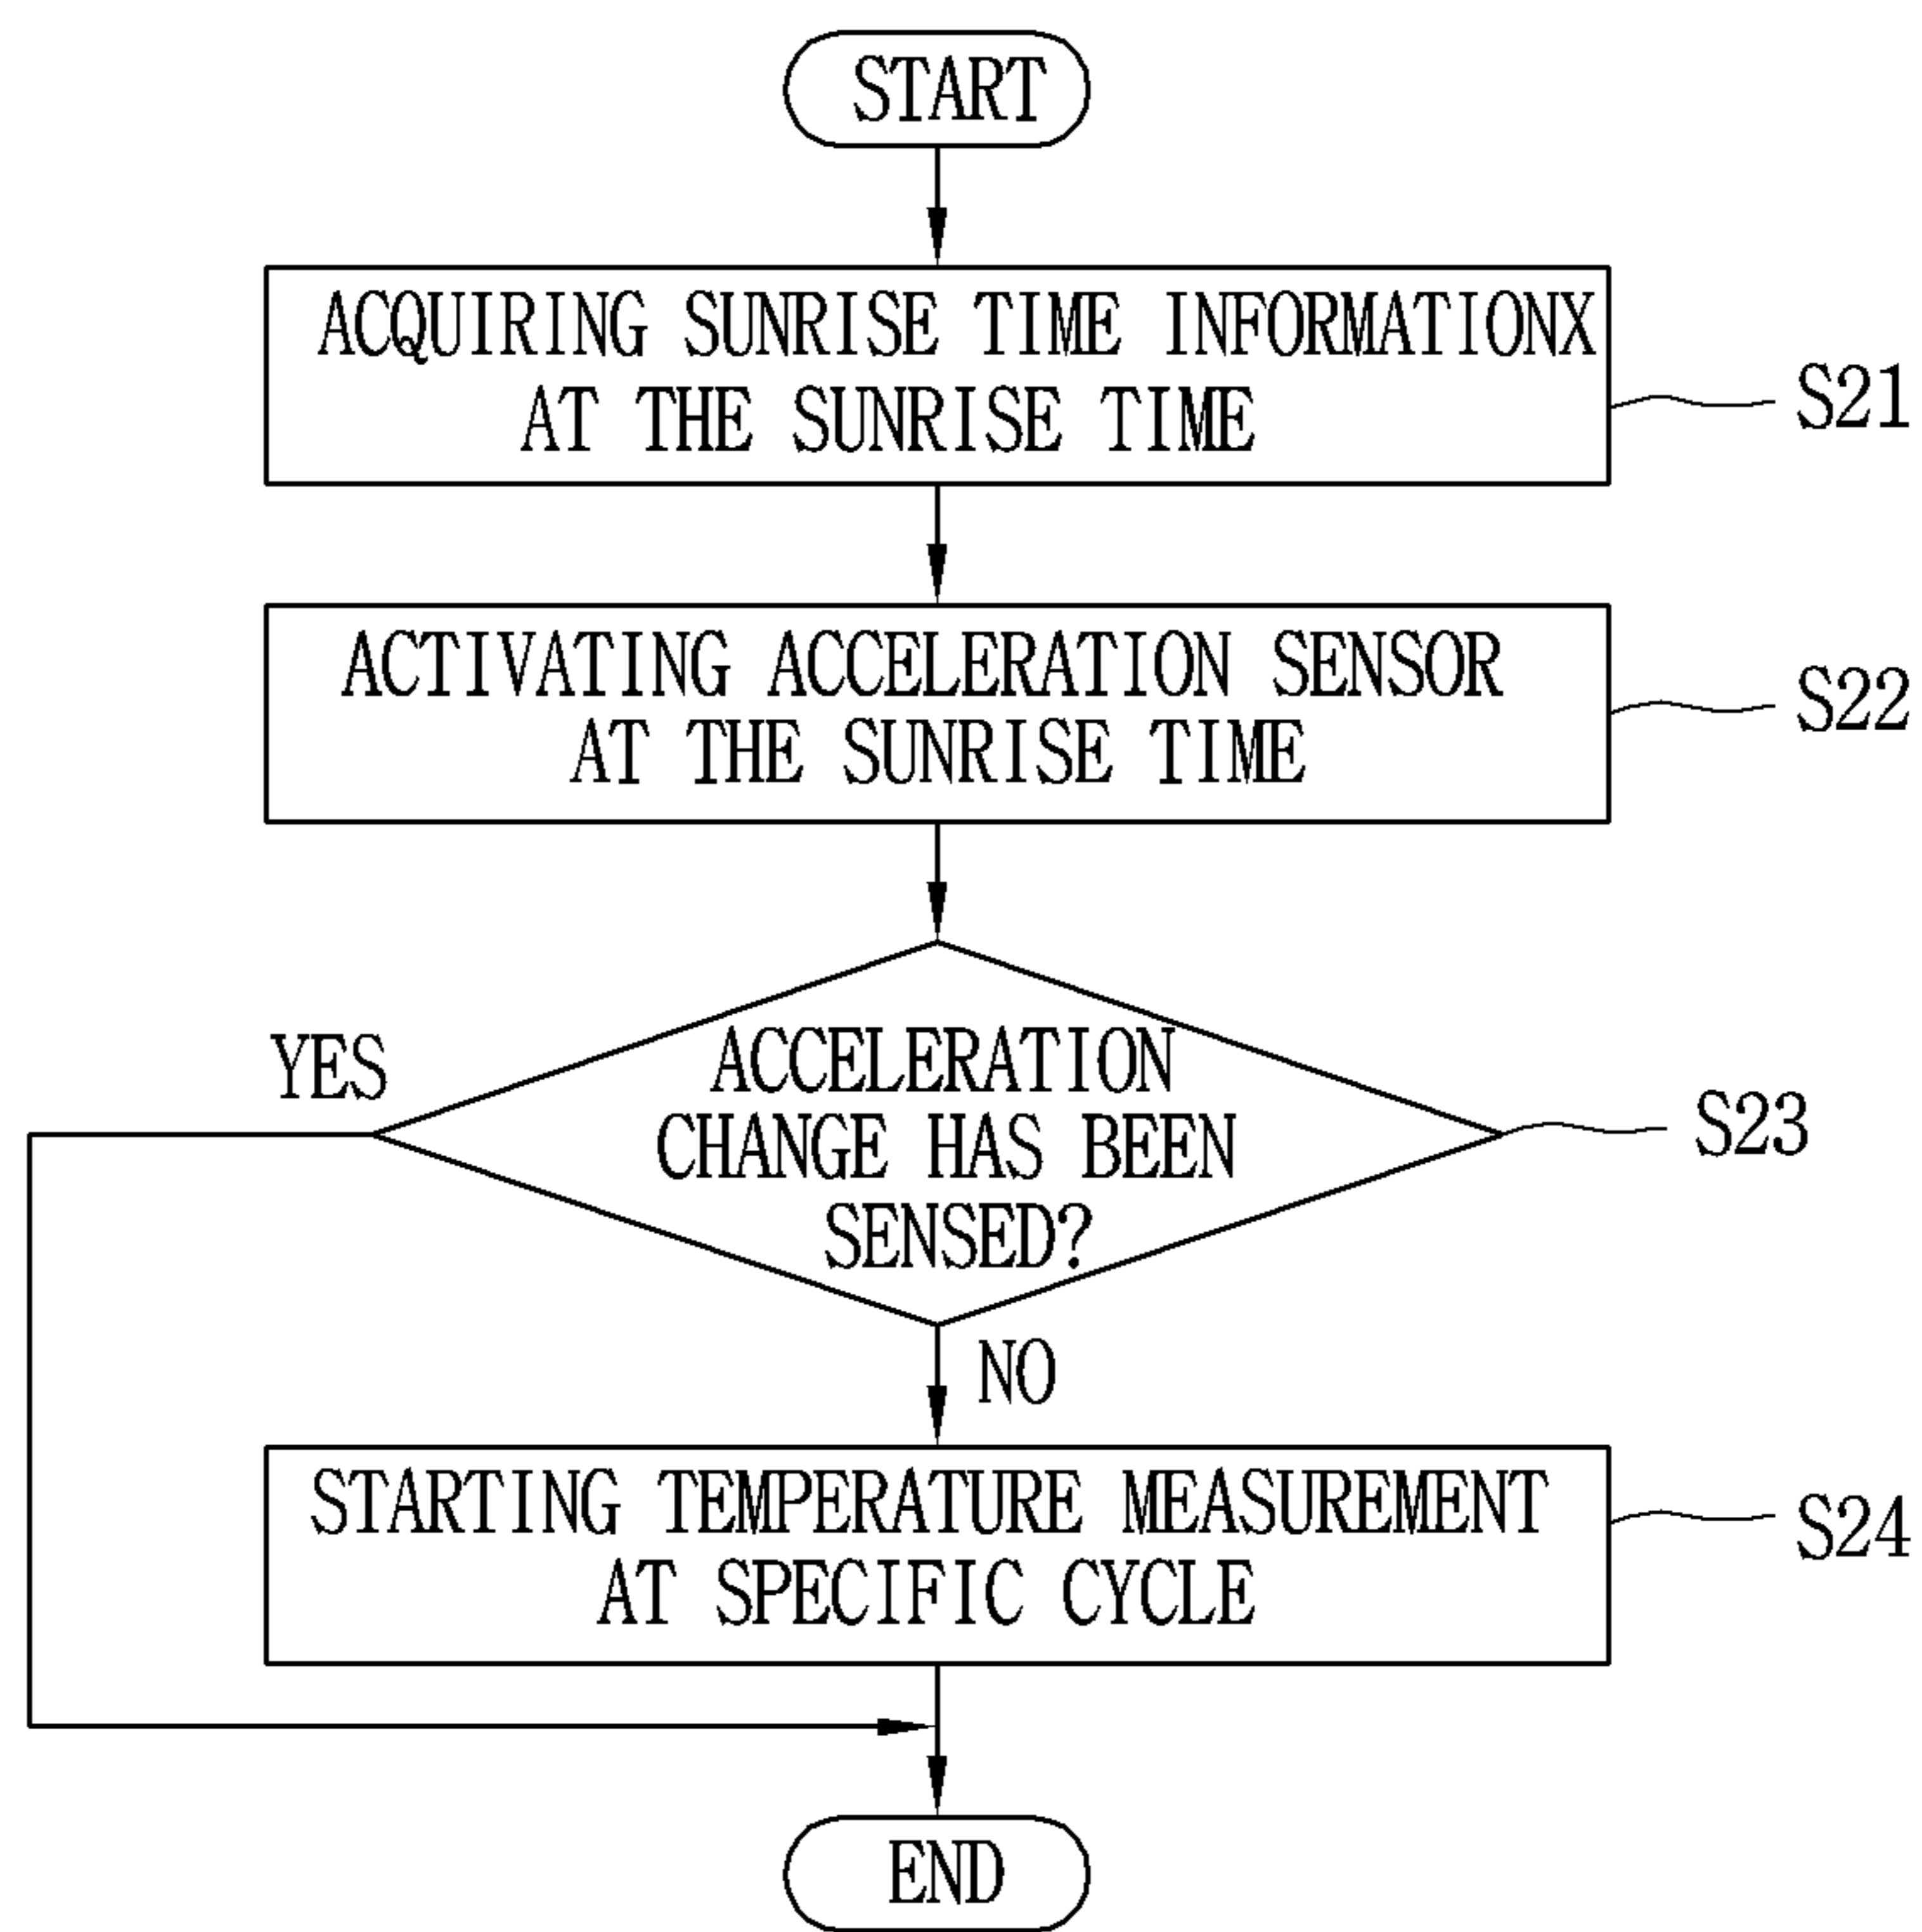 START
ACQUIRING SUNRISE TIME INFORMATIONX
AT THE SUNRISE TIME
S21
ACTIVATING ACCELERATION SENSOR
AT THE SUNRISE TIME
S22
YES
ACCELERATION
CHANGE HAS BEEN
SENSED?
S23
NO
STARTING TEMPERATURE MEASUREMENT
AT SPECIFIC CYCLE
S24
END